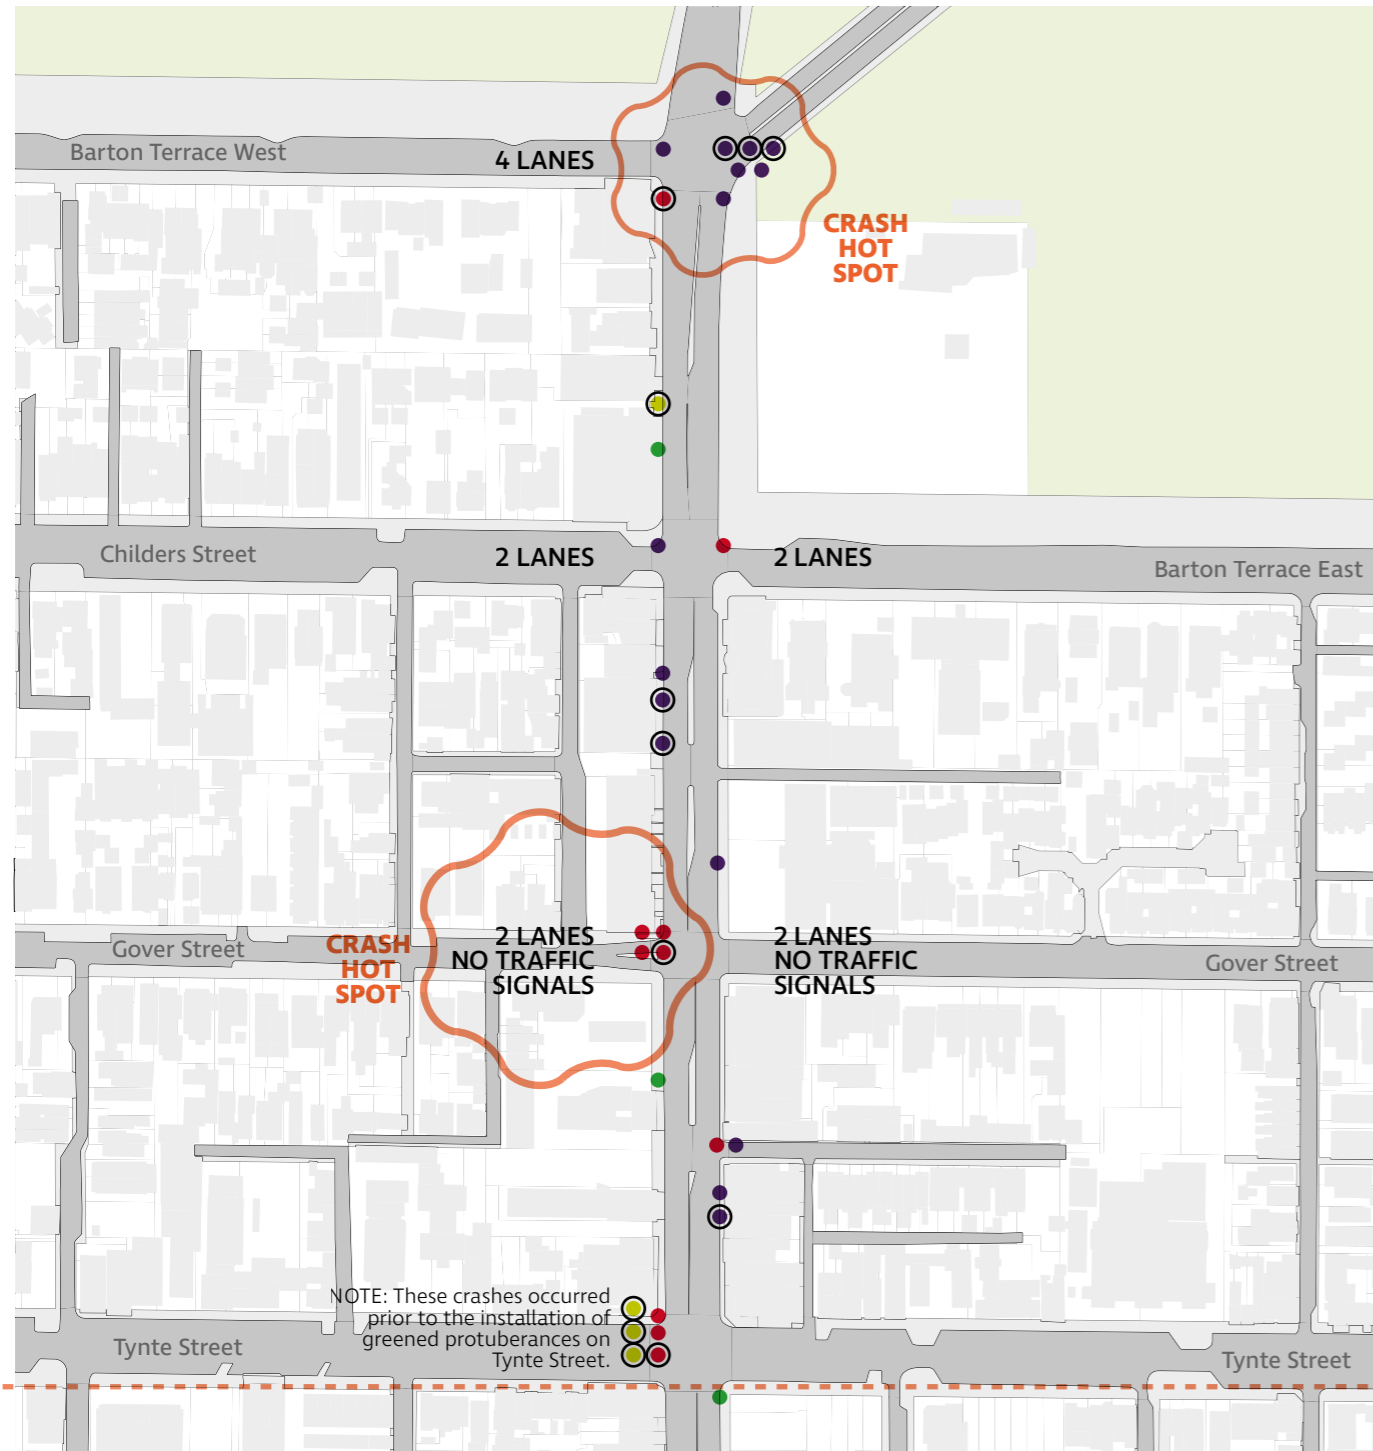 Barton Terrace West
4 LANES
CRASH
HOT
SPOT
Childers Street
2 LANES
2 LANES
Barton Terrace East
Gover Street
CRASH
HOT
SPOT
2 LANES
NO TRAFFIC
SIGNALS
2 LANES
NO TRAFFIC
SIGNALS
Gover Street
NOTE: These crashes occurred
prior to the installation of
greened protuberances on
Tynte Street.
Tynte Street
Tynte Street